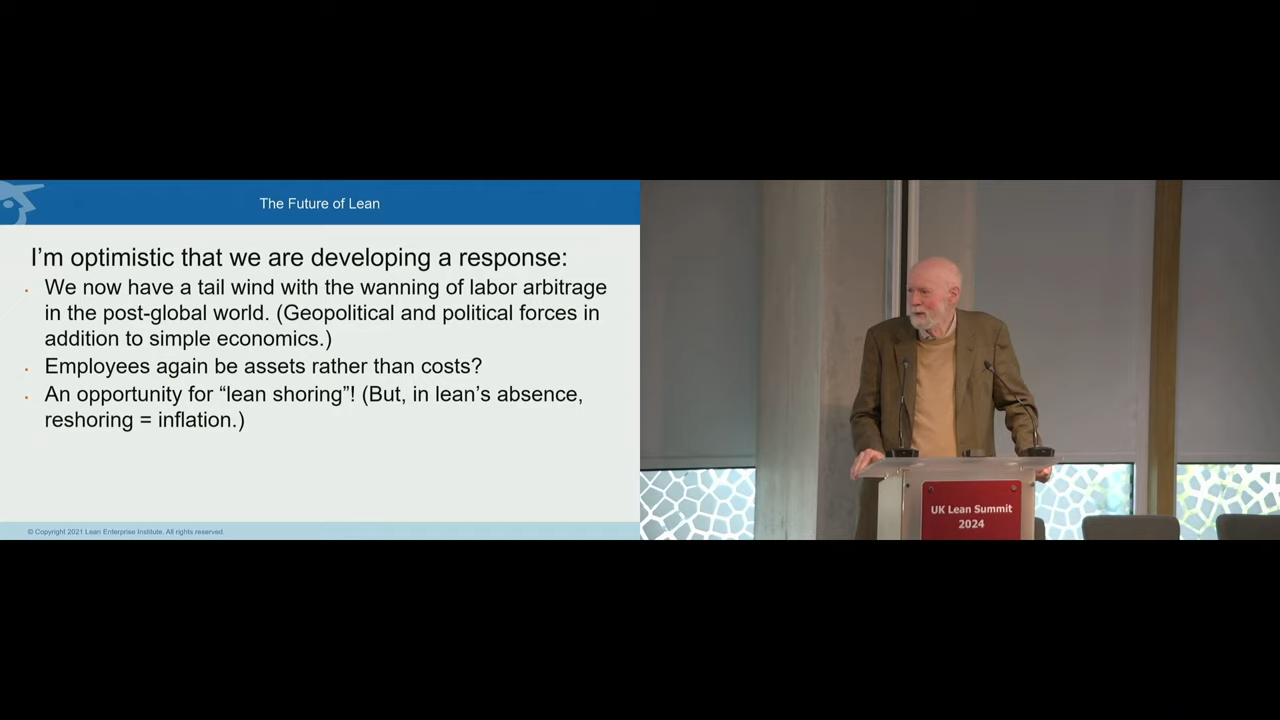 The Future of Lean
I'm optimistic that we are developing a response:
We now have a tail wind with the wanning of labor arbitrage
in the post-global world. (Geopolitical and political forces in
addition to simple economics.)
Employees again be assets rather than costs?
An opportunity for “lean shoring”! (But, in lean's absence,
reshoring = inflation.)
© Copyright 2021 Lean Enterprise Institute. All rights reserved.
UK Lean Summit
2024